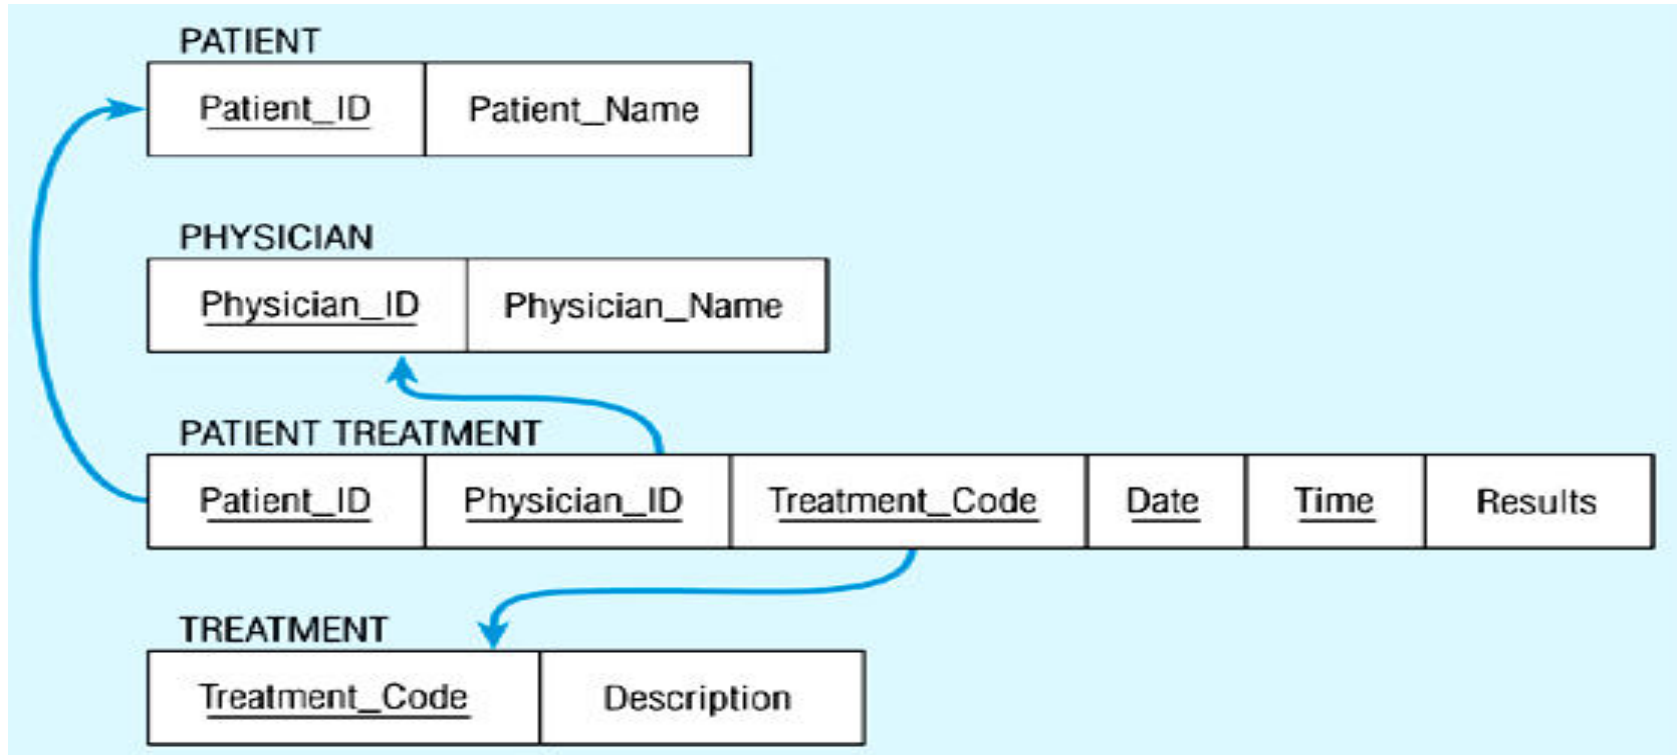 PATIENT
Patient_ID Patient_Name
PHYSICIAN
Physician_ID Physician_Name
PATIENT TREATMENT
Patient_ID Physician_ID Treatment_Code Date Time Results
TREATMENT
Treatment_Code Description